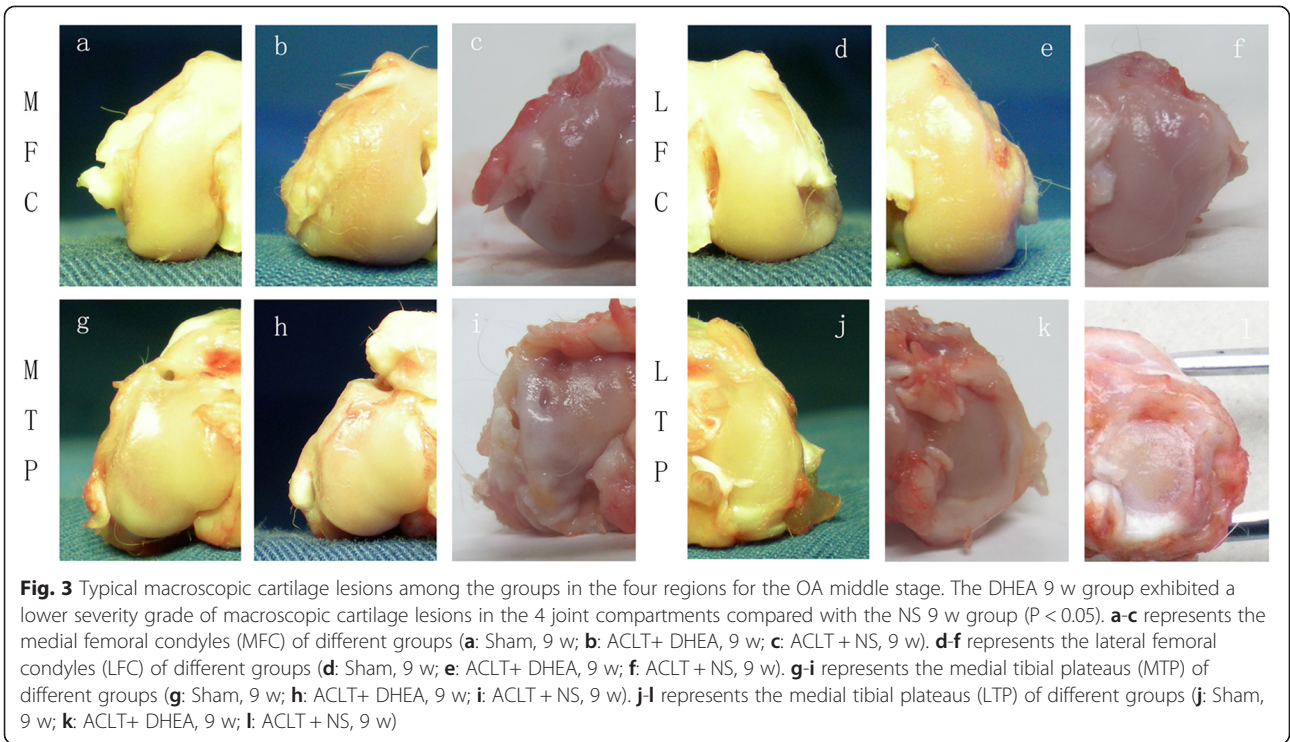 a
b
c
d
e
f
M
F
C
L
F
C
g
h
i
j
k
l
M
T
P
L
T
P
Fig. 3 Typical macroscopic cartilage lesions among the groups in the four regions for the OA middle stage. The DHEA 9 w group exhibited a
lower severity grade of macroscopic cartilage lesions in the 4 joint compartments compared with the NS 9 w group (P < 0.05). a-c represents the
medial femoral condyles (MFC) of different groups (a: Sham, 9 w; b: ACLT+ DHEA, 9 w; c: ACLT + NS, 9 w). d-f represents the lateral femoral
condyles (LFC) of different groups (d: Sham, 9 w; e: ACLT+ DHEA, 9 w; f: ACLT + NS, 9 w). g-i represents the medial tibial plateaus (MTP) of
different groups (g: Sham, 9 w; h: ACLT+ DHEA, 9 w; i: ACLT + NS, 9 w). j-l represents the medial tibial plateaus (LTP) of different groups (j: Sham,
9 w; k: ACLT+ DHEA, 9 w; l: ACLT + NS, 9 w)